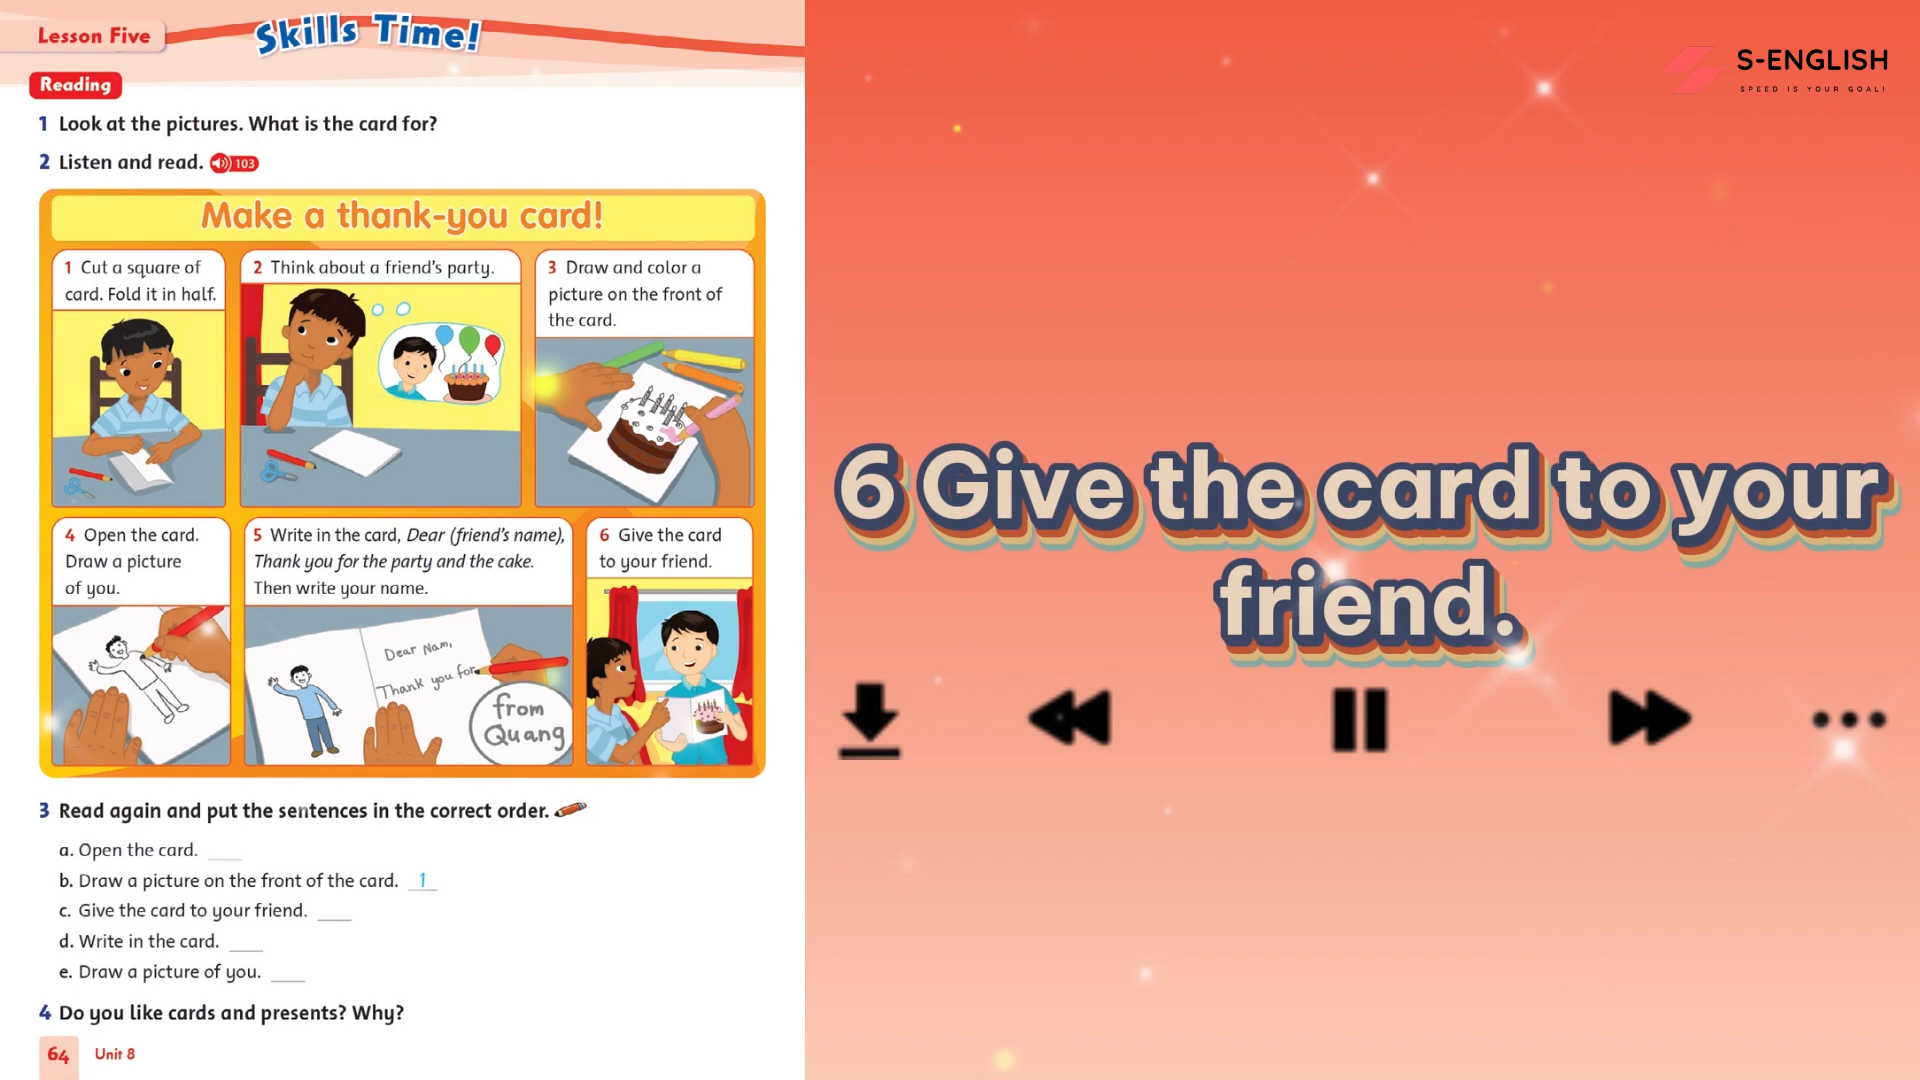 Lesson Five
Skills Time!
Reading
1 Look at the pictures. What is the card for?
2 Listen and read. 103
Make a thank-you card!
1 Cut a square of
card. Fold it in half.
2 Think about a friend's party.
3 Draw and color a
picture on the front of
the card.
4 Open the card.
Draw a picture
of you.
5 Write in the card, Dear (friend's name),
Thank you for the party and the cake.
Then write your name.
Dear Nam,
Thank you for
from
Quang
6 Give the card
to your friend.
3 Read again and put the sentences in the correct order.
a. Open the card. ___
b. Draw a picture on the front of the card. 1
c. Give the card to your friend. ___
d. Write in the card. ___
e. Draw a picture of you. ___
4 Do you like cards and presents? Why?
64 Unit 8
S-ENGLISH
SPEED IS YOUR GOAL!
6 Give the card to your
friend.